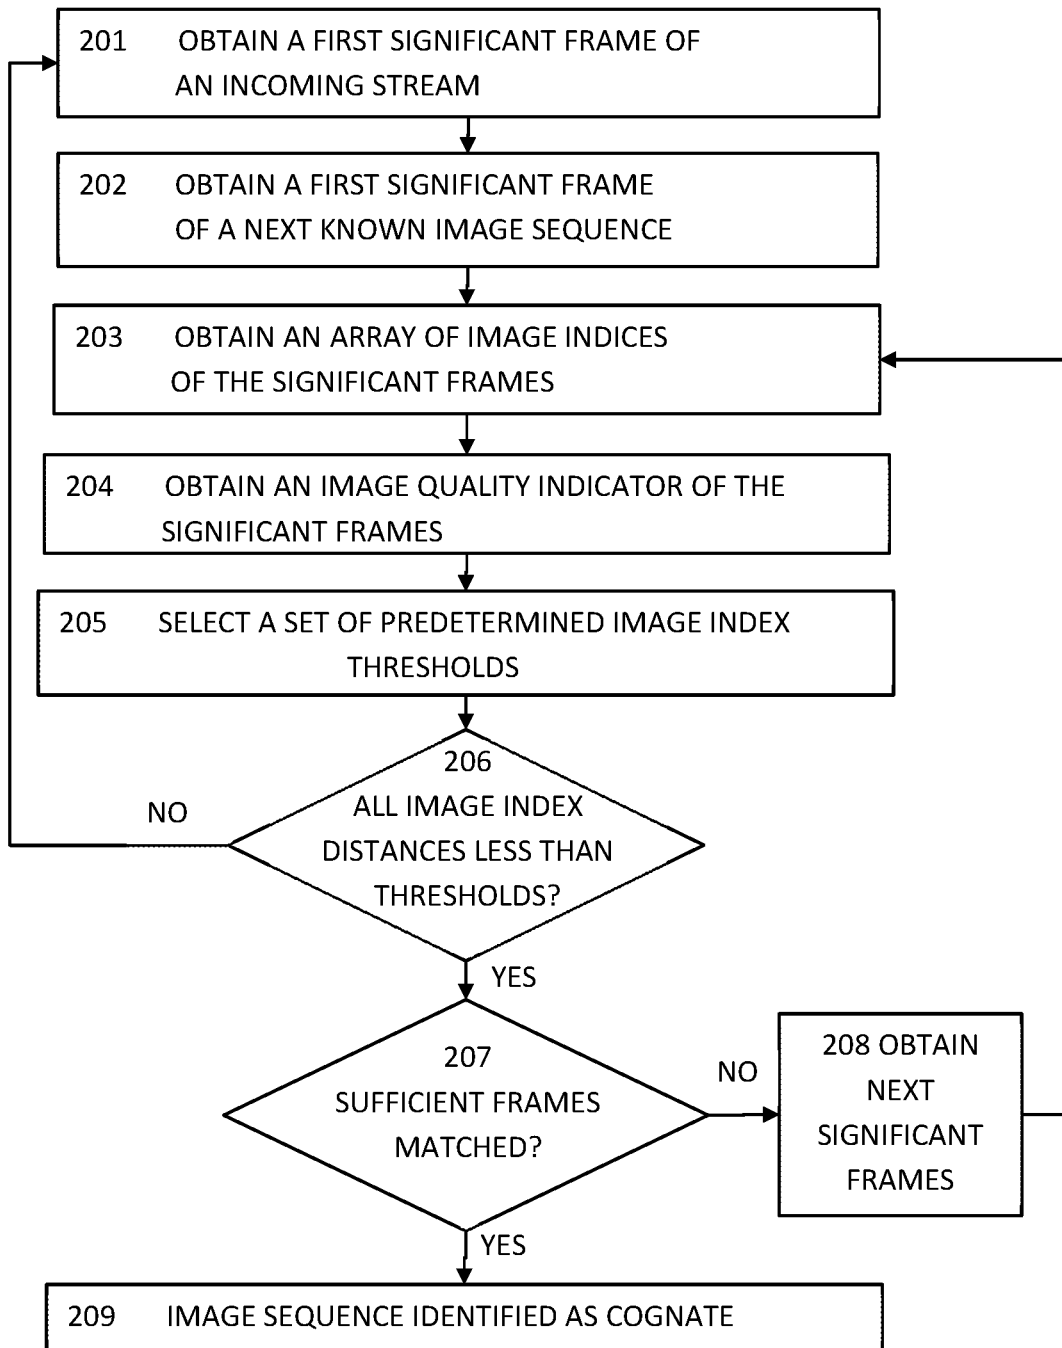 201 OBTAIN A FIRST SIGNIFICANT FRAME OF
AN INCOMING STREAM
202 OBTAIN A FIRST SIGNIFICANT FRAME
OF A NEXT KNOWN IMAGE SEQUENCE
203 OBTAIN AN ARRAY OF IMAGE INDICES
OF THE SIGNIFICANT FRAMES
204 OBTAIN AN IMAGE QUALITY INDICATOR OF THE
SIGNIFICANT FRAMES
205 SELECT A SET OF PREDETERMINED IMAGE INDEX
THRESHOLDS
206
ALL IMAGE INDEX
DISTANCES LESS THAN
THRESHOLDS?
NO
YES
207
SUFFICIENT FRAMES
MATCHED?
NO
208 OBTAIN
NEXT
SIGNIFICANT
FRAMES
YES
209 IMAGE SEQUENCE IDENTIFIED AS COGNATE